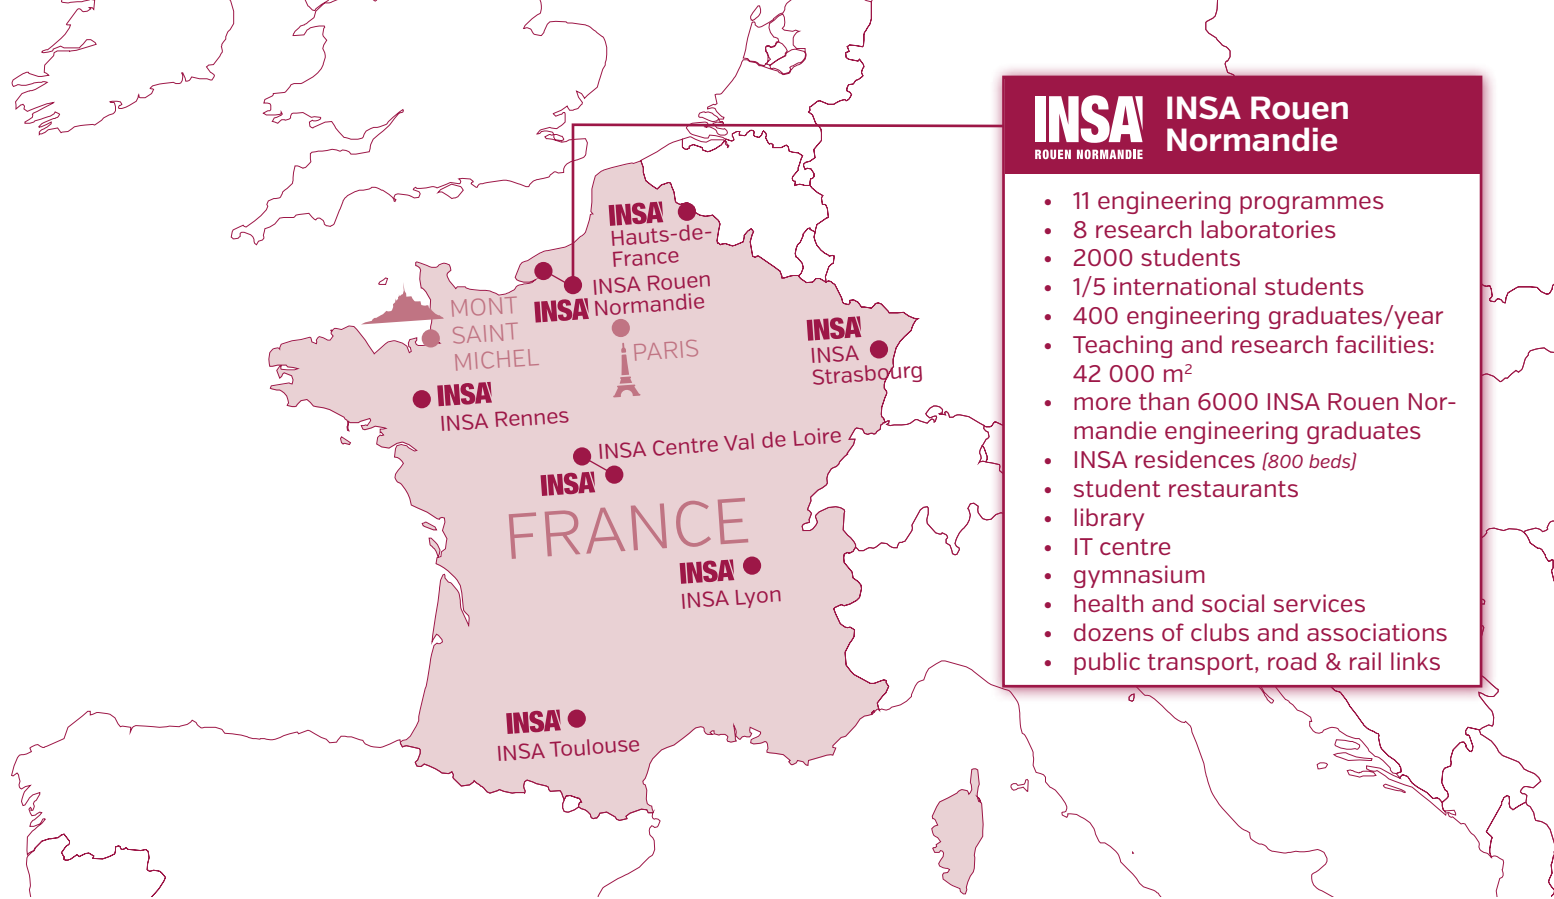 INSA
Hauts-de-
France
INSA Rouen
Normandie
INSA
MONT
SAINT
MICHEL
PARIS
INSA
INSA
Strasbourg
INSA
INSA Rennes
INSA Centre Val de Loire
INSA
FRANCE
INSA
INSA Lyon
INSA
INSA Toulouse
INSA
ROUEN NORMANDIE
INSA Rouen
Normandie
• 11 engineering programmes
• 8 research laboratories
• 2000 students
• 1/5 international students
• 400 engineering graduates/year
• Teaching and research facilities:
42 000 m²
• more than 6000 INSA Rouen Nor-
mandie engineering graduates
• INSA residences [800 beds]
• student restaurants
• library
• IT centre
• gymnasium
• health and social services
• dozens of clubs and associations
• public transport, road & rail links